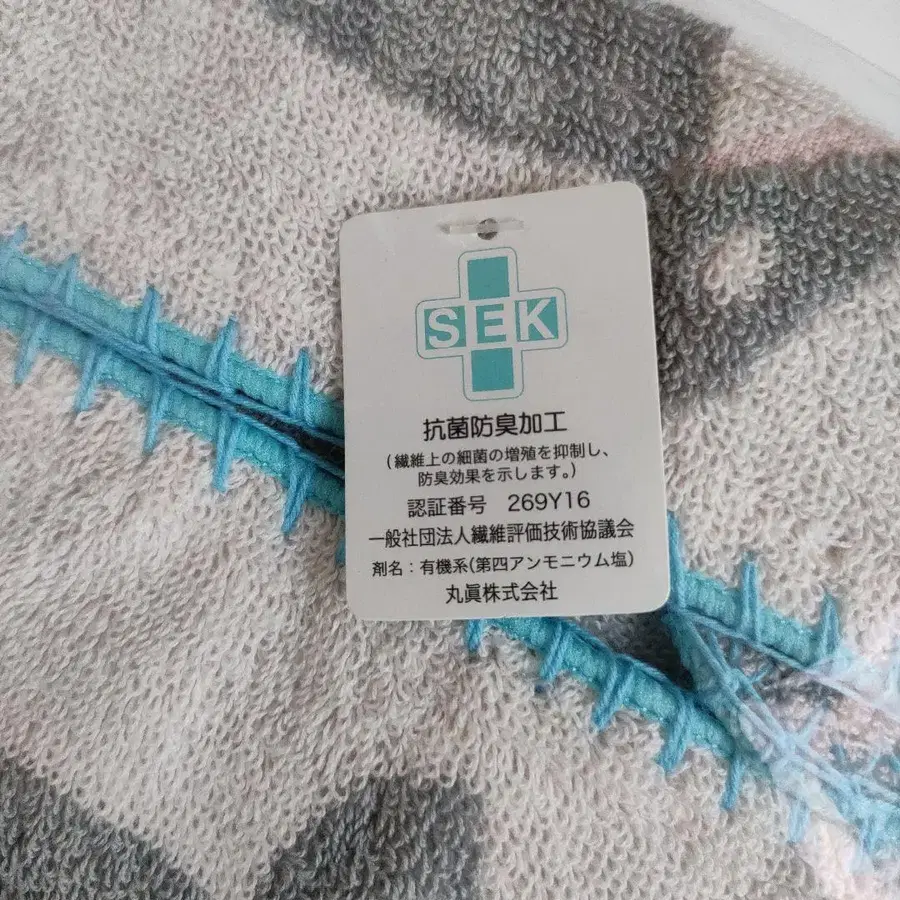 SEK
抗菌防臭加工
(繊維上の細菌の増殖を抑制し、
防臭効果を示します。)
認証番号 269Y16
一般社団法人繊維評価技術協議会
剤名：有機系(第四アンモニウム塩)
丸眞株式会社